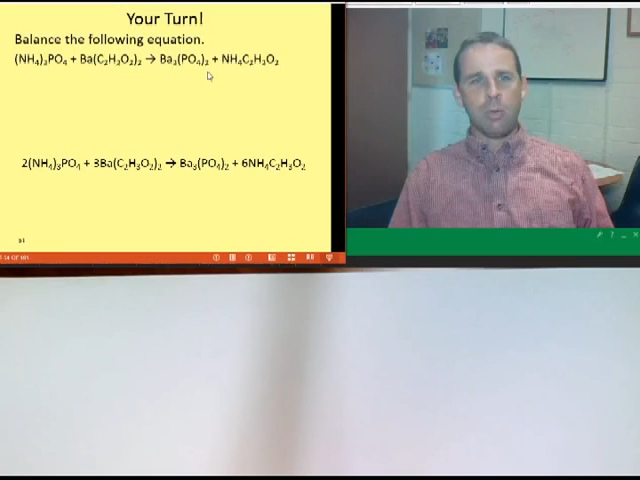 Your Turn!
Balance the following equation.
(NH₄)₃PO₄ + Ba(C₂H₃O₂)₂ → Ba₃(PO₄)₂ + NH₄C₂H₃O₂
2(NH₄)₃PO₄ + 3Ba(C₂H₃O₂)₂ → Ba₃(PO₄)₂ + 6NH₄C₂H₃O₂